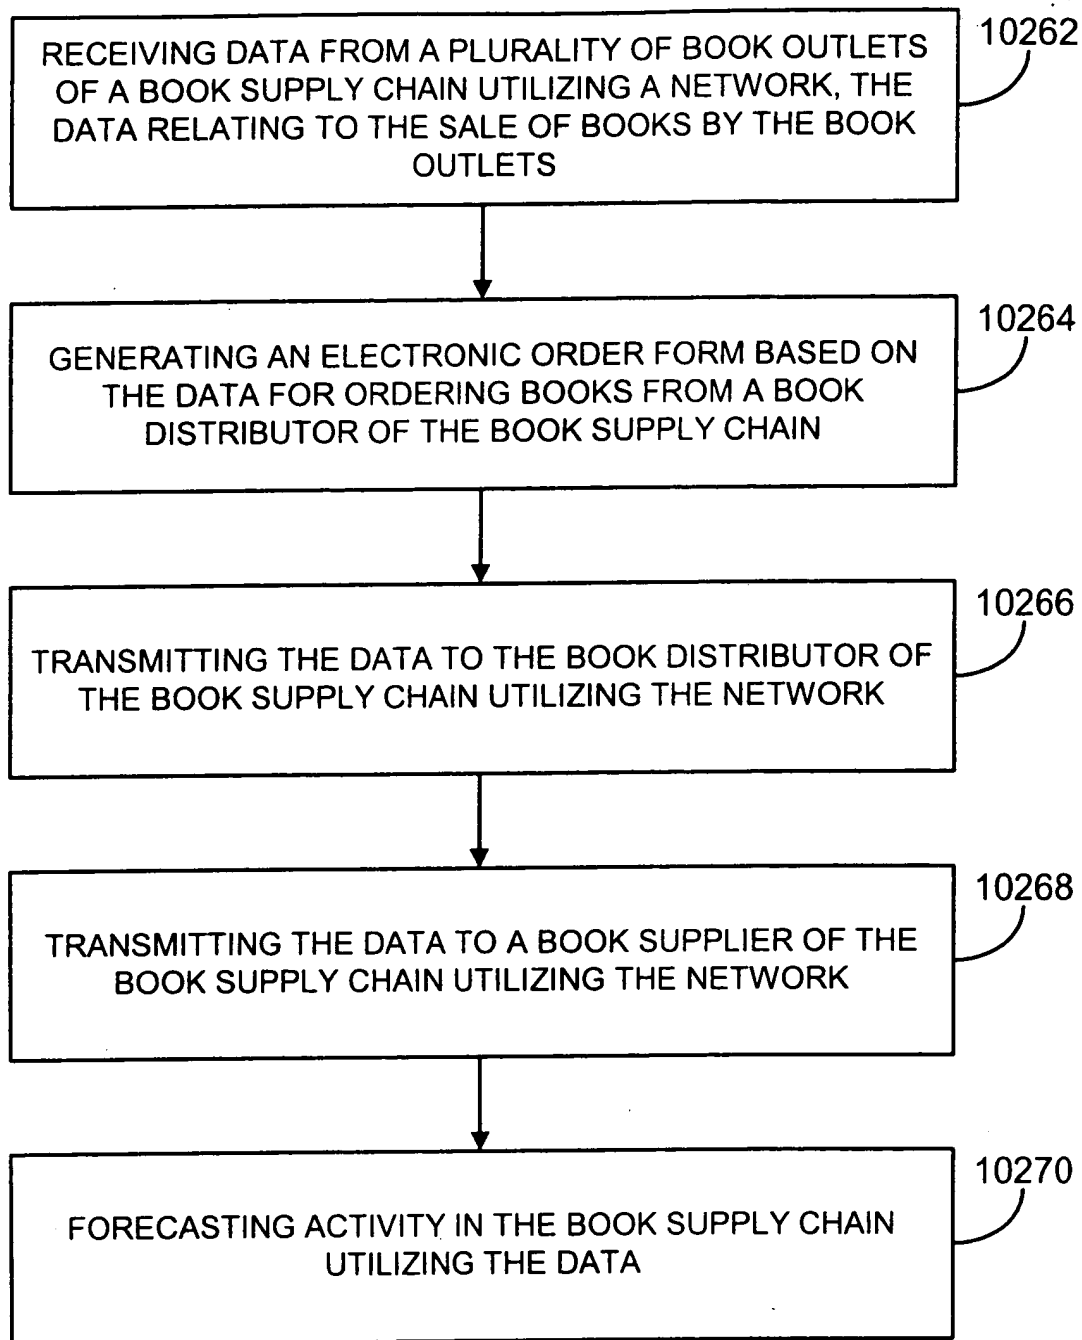 10262
RECEIVING DATA FROM A PLURALITY OF BOOK OUTLETS
OF A BOOK SUPPLY CHAIN UTILIZING A NETWORK, THE
DATA RELATING TO THE SALE OF BOOKS BY THE BOOK
OUTLETS
10264
GENERATING AN ELECTRONIC ORDER FORM BASED ON
THE DATA FOR ORDERING BOOKS FROM A BOOK
DISTRIBUTOR OF THE BOOK SUPPLY CHAIN
10266
TRANSMITTING THE DATA TO THE BOOK DISTRIBUTOR OF
THE BOOK SUPPLY CHAIN UTILIZING THE NETWORK
10268
TRANSMITTING THE DATA TO A BOOK SUPPLIER OF THE
BOOK SUPPLY CHAIN UTILIZING THE NETWORK
10270
FORECASTING ACTIVITY IN THE BOOK SUPPLY CHAIN
UTILIZING THE DATA